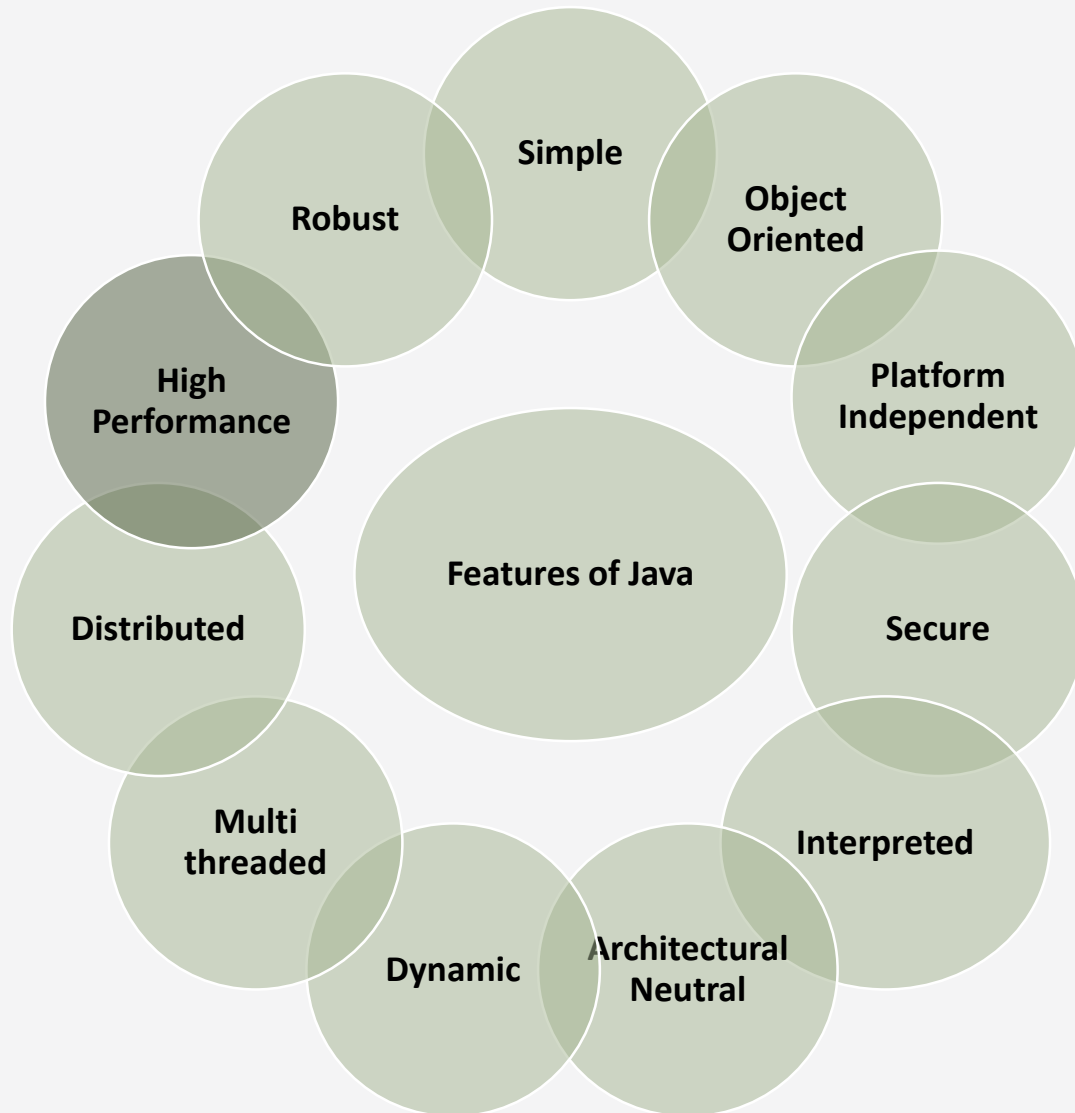 Simple
Object
Oriented
Platform
Independent
Secure
Interpreted
Architectural
Neutral
Dynamic
Multi
threaded
Distributed
High
Performance
Robust
Features of Java